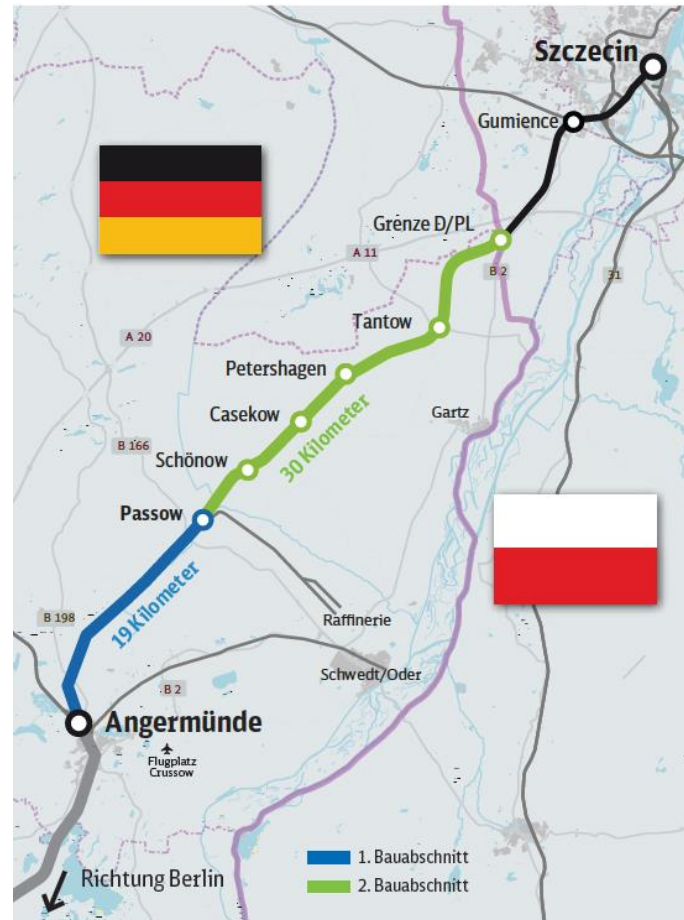 Szczecin
Gumience
Grenze D/PL
A 11
B 2
31
Tantow
A 20
Petershagen
Casekow
Gartz
30 Kilometer
B 166
Schönow
Passow
19 Kilometer
Raffinerie
B 198
Schwedt/Oder
B 2
Angermünde
Flugplatz
Crussow
1. Bauabschnitt
Richtung Berlin
2. Bauabschnitt